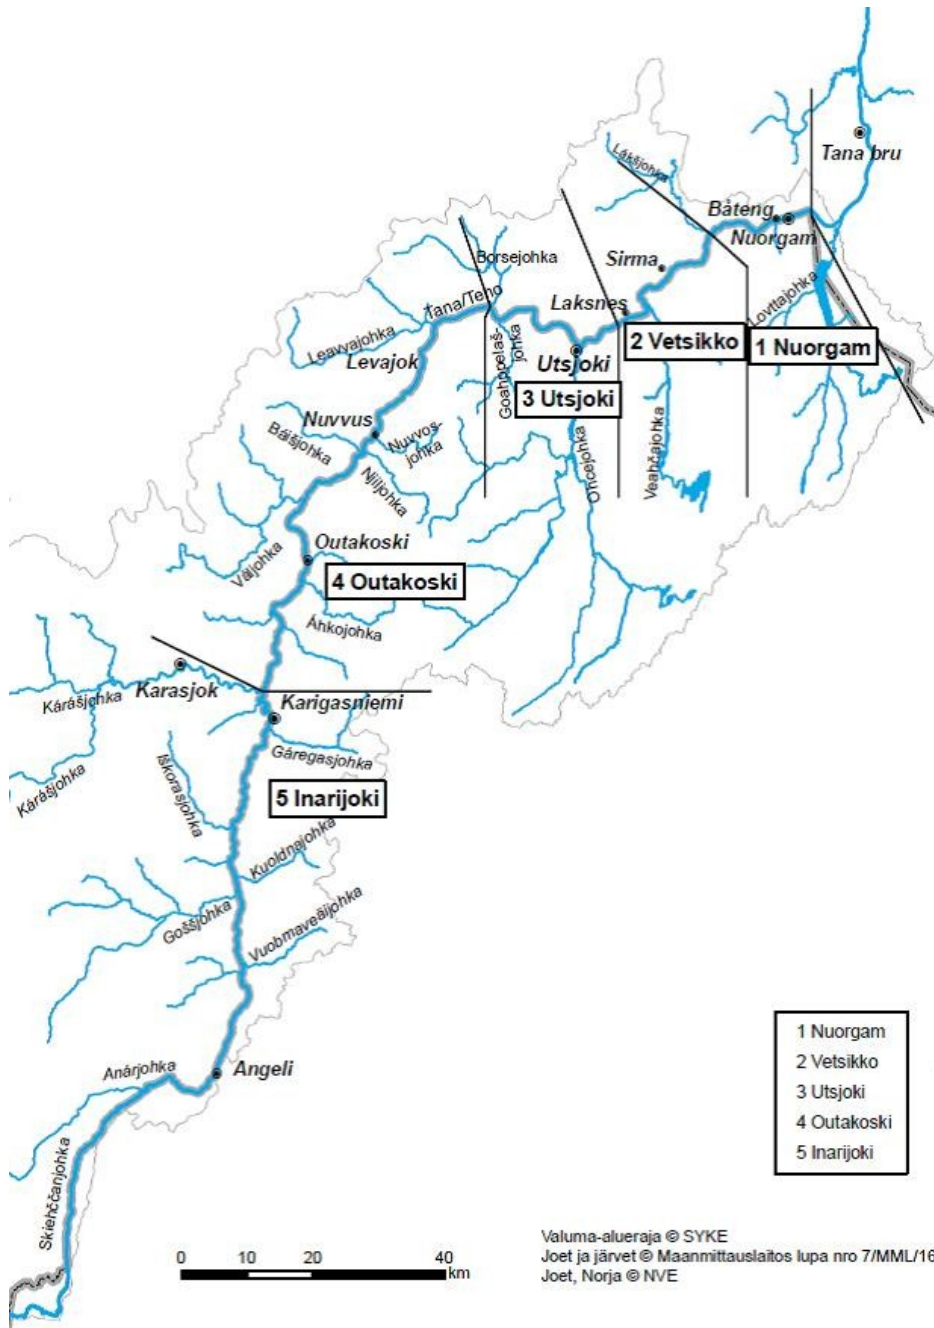 Lákšjohka
Tana bru
Båteng
Nuorgam
Borsejohka
Sirma
Lovttajohka
Tana/Teno
Laksnes
Leavvajohka
2 Vetsikko
1 Nuorgam
Levajok
Goahppelaš-
johka
Utsjoki
3 Utsjoki
Nuvvus
Báišjohka
Nuvvos-
johka
Ohcejohka
Veahčajohka
Njiljohka
Outakoski
Váljohka
4 Outakoski
Áhkojohka
Karasjok
Kárášjohka
Karigasniemi
Gáregasjohka
Iškorasjohka
Kárášjohka
5 Inarijoki
Kuoldnajohka
Goššjohka
Vuobmaveaijohka
1 Nuorgam
2 Vetsikko
3 Utsjoki
4 Outakoski
5 Inarijoki
Anárjohka
Angeli
Skiehččanjohka
Valuma-alueraja © SYKE
0 10 20 40
km
Joet ja järvet © Maanmittauslaitos lupa nro 7/MML/16
Joet, Norja © NVE